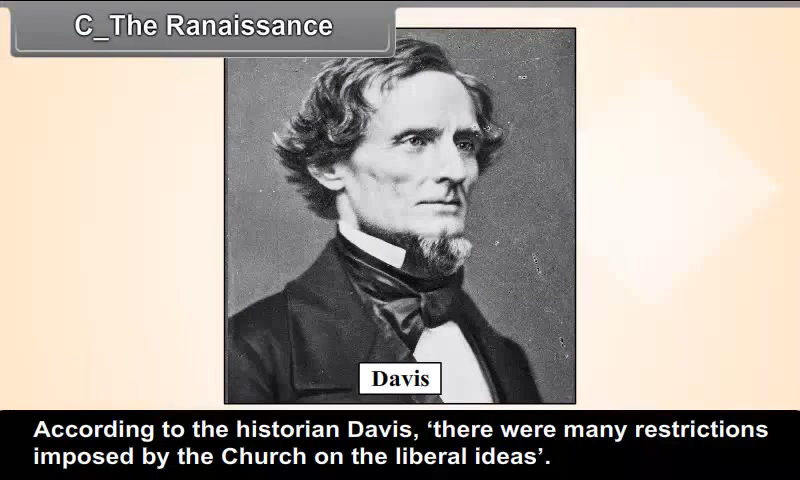 C_The Ranaissance
Davis
According to the historian Davis, ‘there were many restrictions
imposed by the Church on the liberal ideas’.